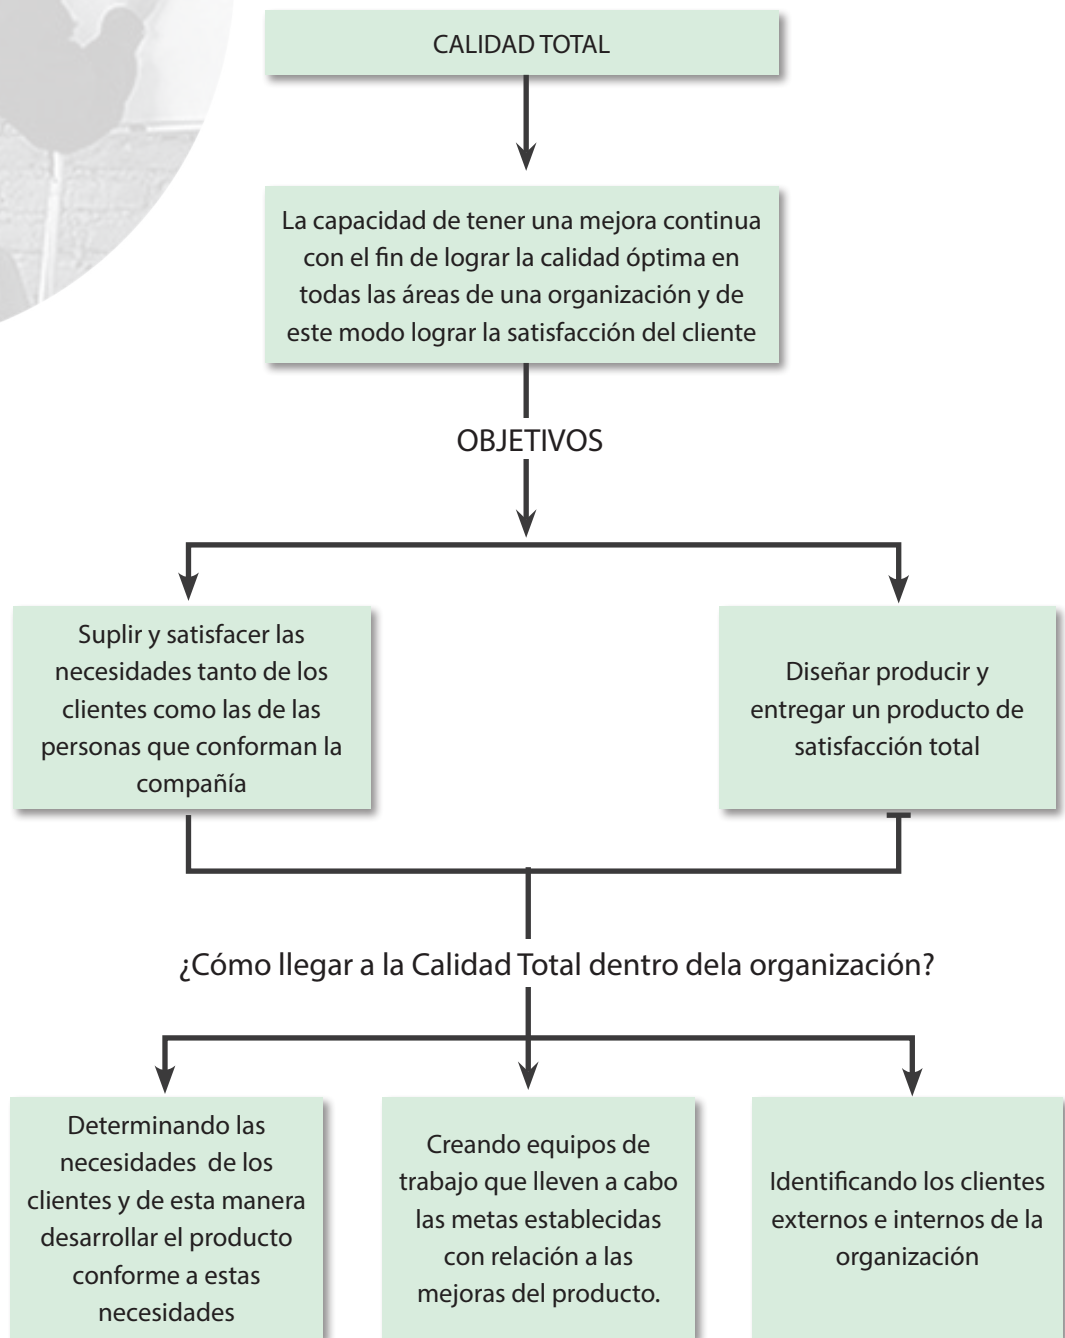 CALIDAD TOTAL
La capacidad de tener una mejora continua
con el fin de lograr la calidad óptima en
todas las áreas de una organización y de
este modo lograr la satisfacción del cliente
OBJETIVOS
Suplir y satisfacer las
necesidades tanto de los
clientes como las de las
personas que conforman la
compañía
Diseñar producir y
entregar un producto de
satisfacción total
¿Cómo llegar a la Calidad Total dentro dela organización?
Determinando las
necesidades de los
clientes y de esta manera
desarrollar el producto
conforme a estas
necesidades
Creando equipos de
trabajo que lleven a cabo
las metas establecidas
con relación a las
mejoras del producto.
Identificando los clientes
externos e internos de la
organización